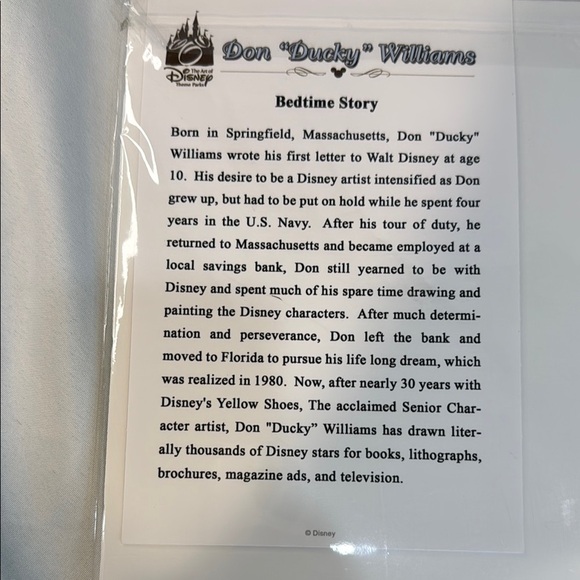 The Art of
Disney
Theme Parks
Don "Ducky" Williams
Bedtime Story
Born in Springfield, Massachusetts, Don "Ducky"
Williams wrote his first letter to Walt Disney at age
10. His desire to be a Disney artist intensified as Don
grew up, but had to be put on hold while he spent four
years in the U.S. Navy. After his tour of duty, he
returned to Massachusetts and became employed at a
local savings bank, Don still yearned to be with
Disney and spent much of his spare time drawing and
painting the Disney characters. After much determi-
nation and perseverance, Don left the bank and
moved to Florida to pursue his life long dream, which
was realized in 1980. Now, after nearly 30 years with
Disney's Yellow Shoes, The acclaimed Senior Char-
acter artist, Don "Ducky" Williams has drawn liter-
ally thousands of Disney stars for books, lithographs,
brochures, magazine ads, and television.
© Disney